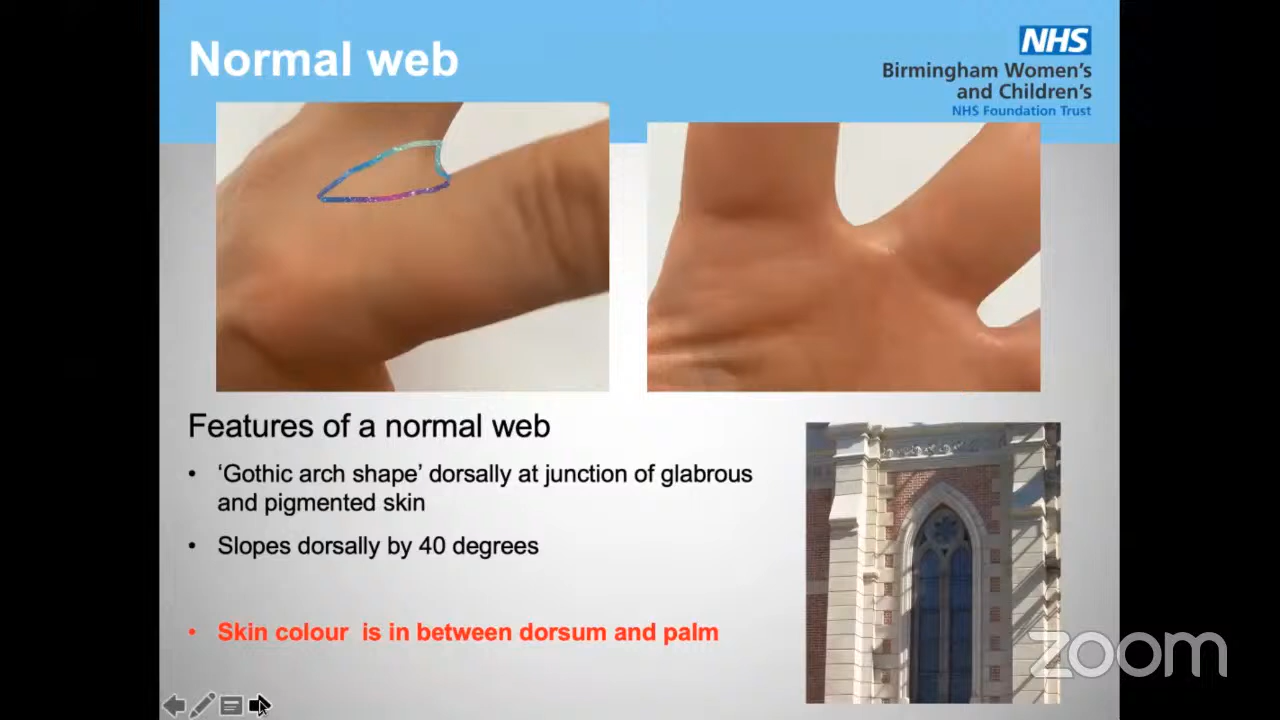 Normal web
NHS
Birmingham Women's
and Children's
NHS Foundation Trust
Features of a normal web
• 'Gothic arch shape' dorsally at junction of glabrous
and pigmented skin
• Slopes dorsally by 40 degrees
• Skin colour is in between dorsum and palm
zoom